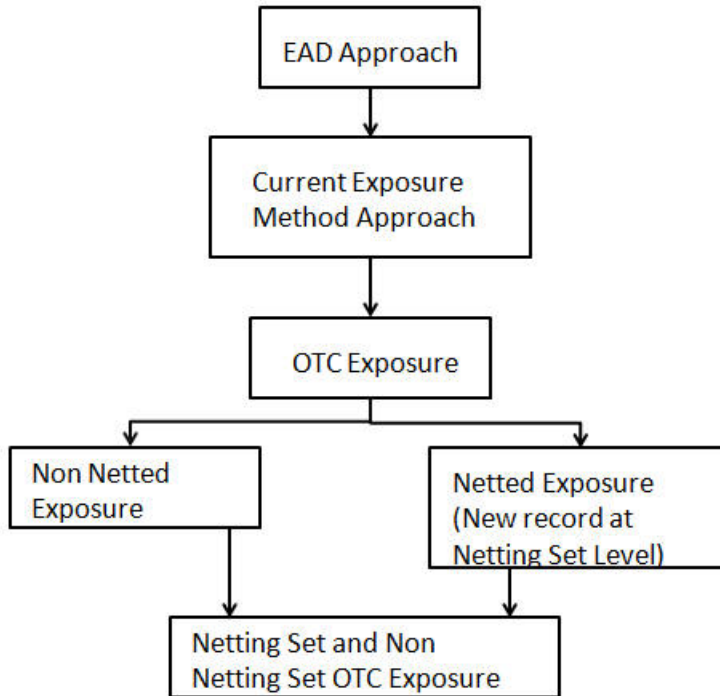 EAD Approach
Current Exposure
Method Approach
OTC Exposure
Non Netted
Exposure
Netted Exposure
(New record at
Netting Set Level)
Netting Set and Non
Netting Set OTC Exposure